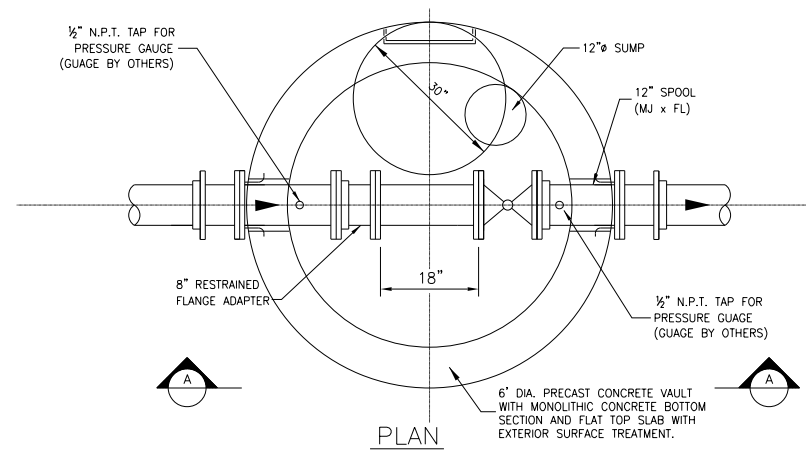 ½" N.P.T. TAP FOR
PRESSURE GAUGE
(GUAGE BY OTHERS)
12"ø SUMP
30"
12" SPOOL
(MJ x FL)
8" RESTRAINED
FLANGE ADAPTER
18"
½" N.P.T. TAP FOR
PRESSURE GUAGE
(GUAGE BY OTHERS)
A
A
6' DIA. PRECAST CONCRETE VAULT
WITH MONOLITHIC CONCRETE BOTTOM
SECTION AND FLAT TOP SLAB WITH
EXTERIOR SURFACE TREATMENT.
PLAN